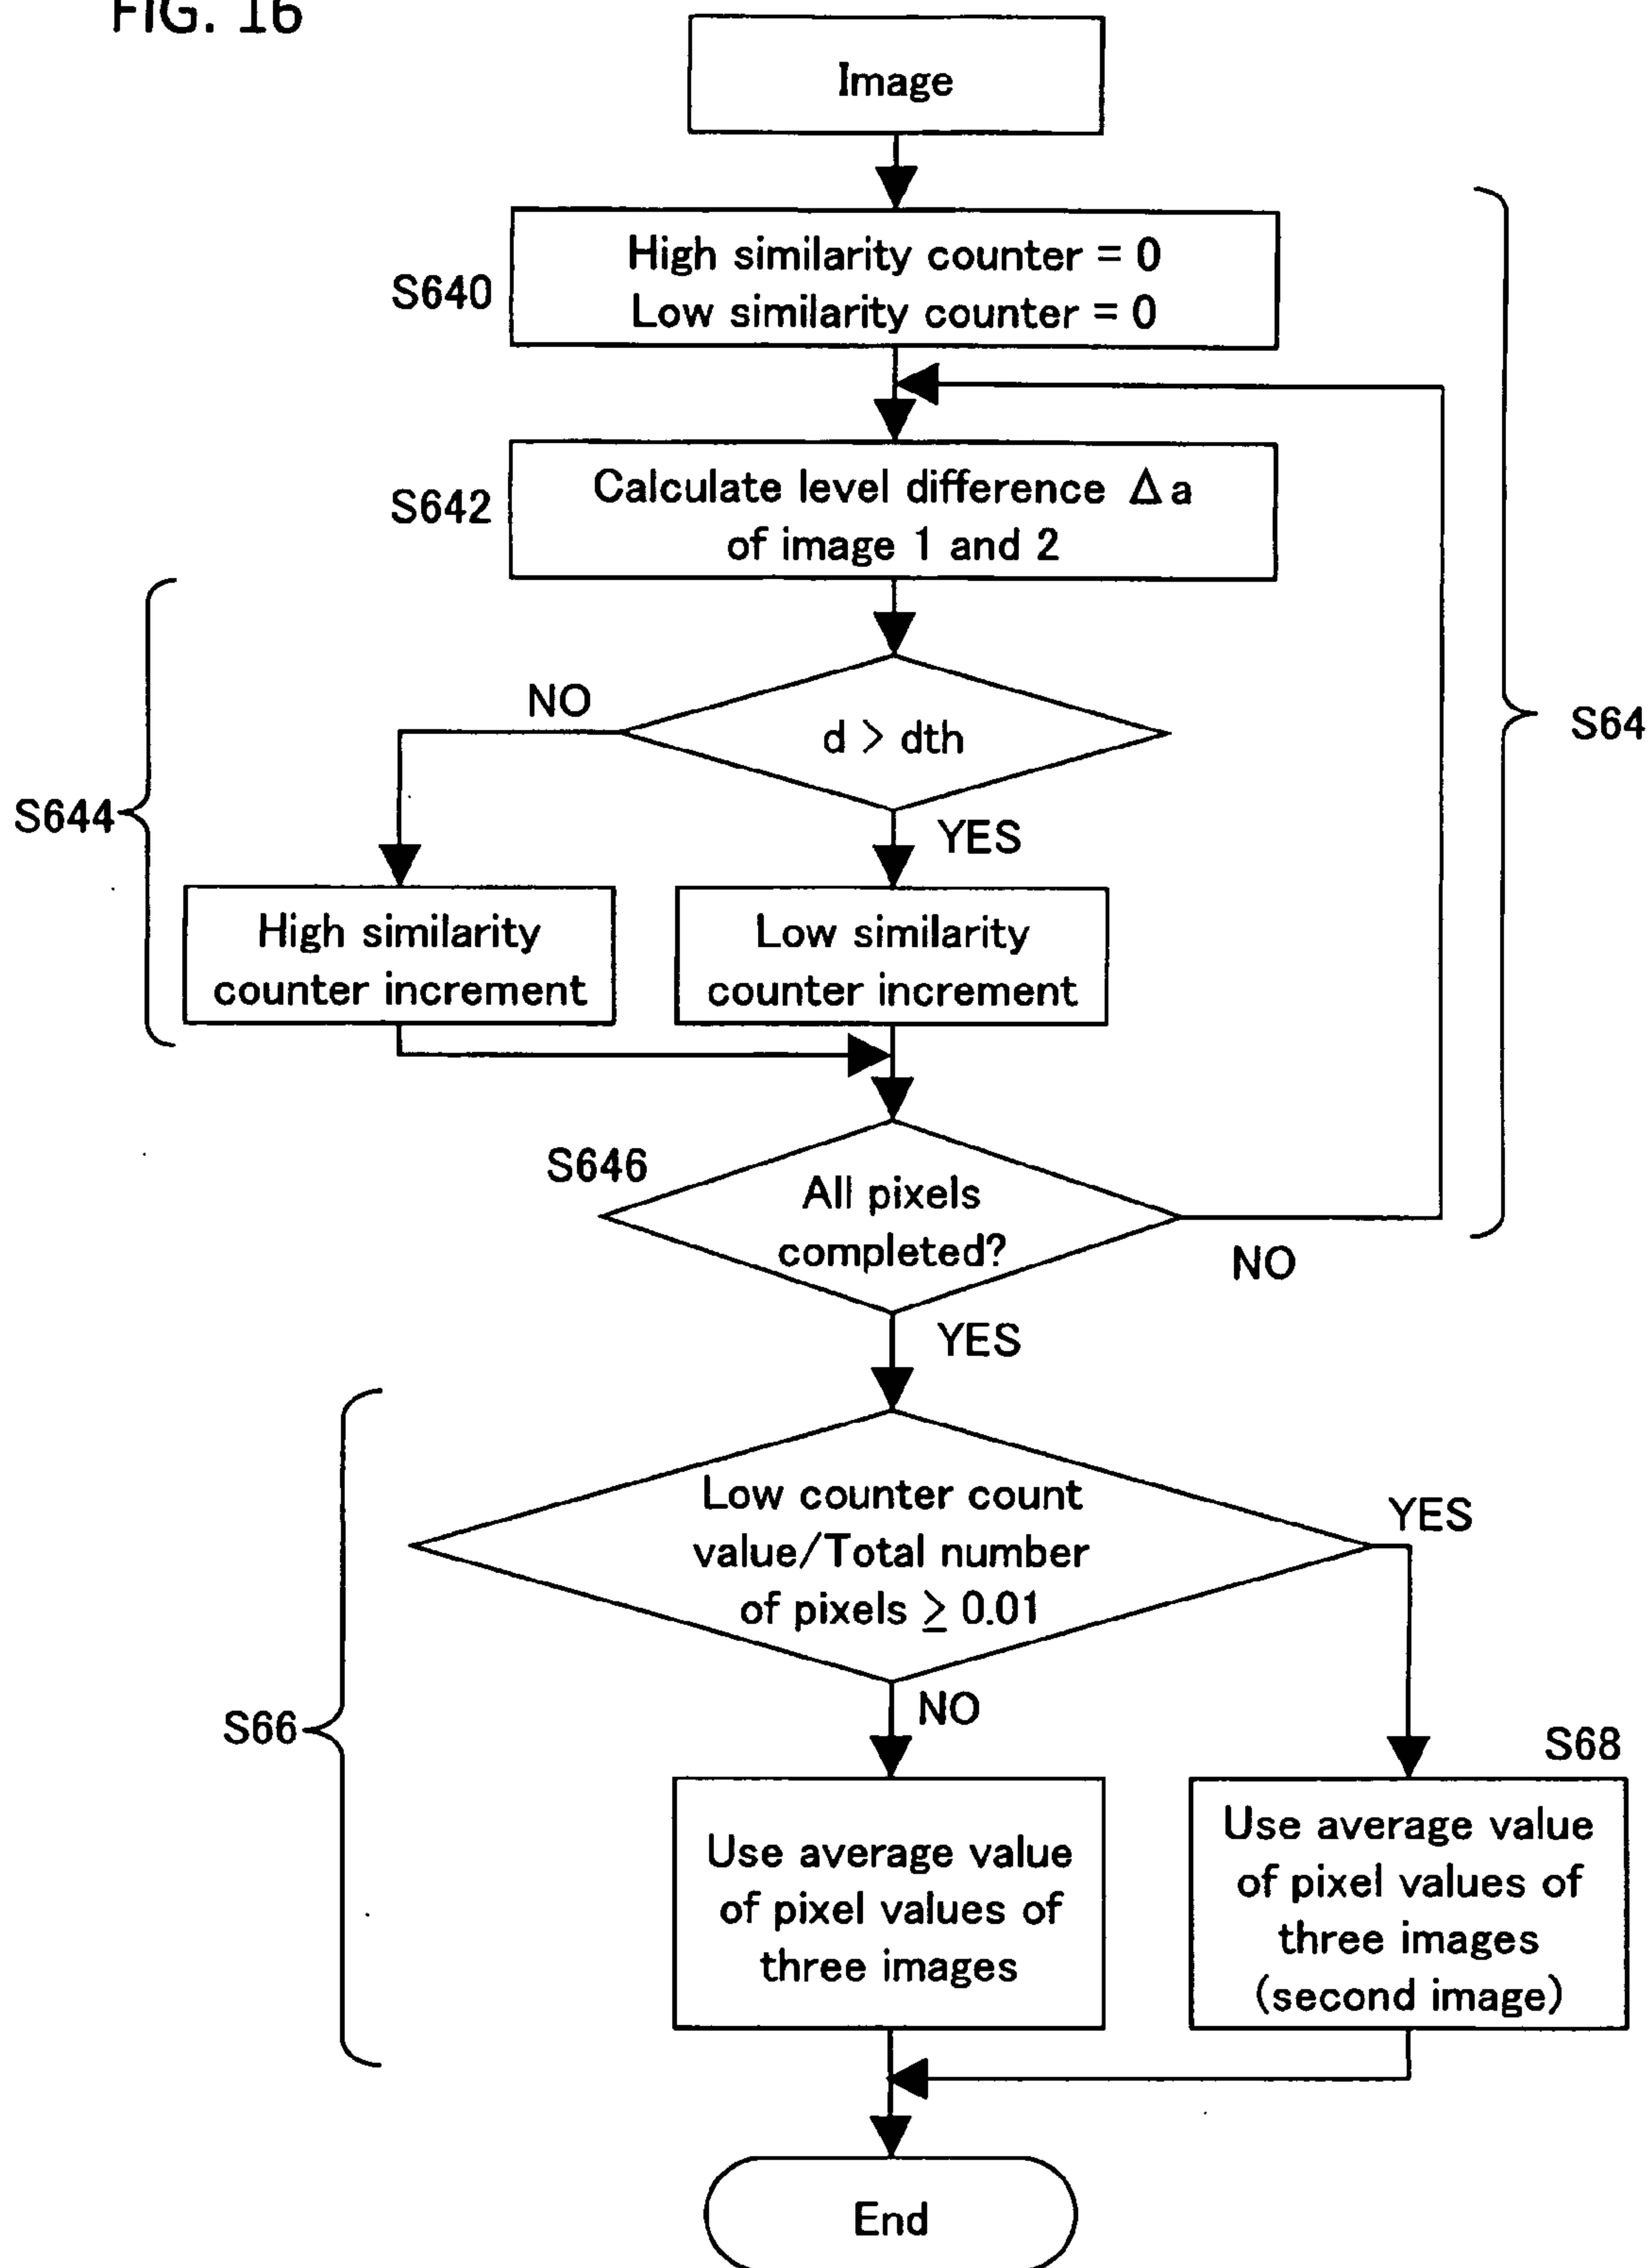 FIG. 16
Image
S640
High similarity counter = 0
Low similarity counter = 0
S642
Calculate level difference Δa
of image 1 and 2
S64
S644
NO
d > dth
YES
High similarity
counter increment
Low similarity
counter increment
S646
All pixels
completed?
NO
YES
S66
Low counter count
value/Total number
of pixels ≥ 0.01
YES
NO
S68
Use average value
of pixel values of
three images
Use average value
of pixel values of
three images
(second image)
End